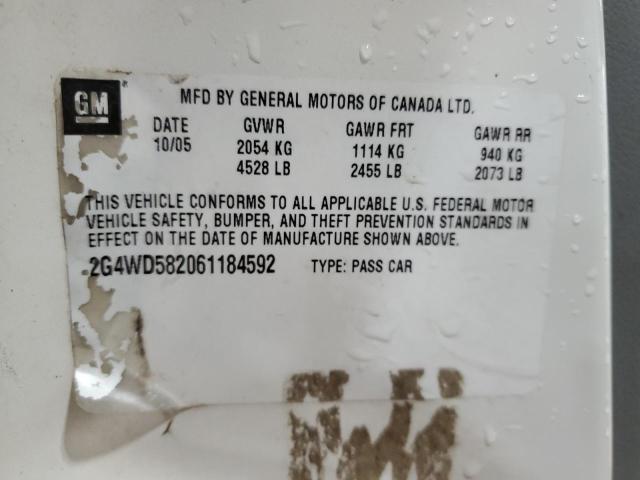 GM
MFD BY GENERAL MOTORS OF CANADA LTD.
DATE GVWR GAWR FRT GAWR RR
10/05 2054 KG 1114 KG 940 KG
4528 LB 2455 LB 2073 LB
THIS VEHICLE CONFORMS TO ALL APPLICABLE U.S. FEDERAL MOTOR
VEHICLE SAFETY, BUMPER, AND THEFT PREVENTION STANDARDS IN
EFFECT ON THE DATE OF MANUFACTURE SHOWN ABOVE.
2G4WD582061184592 TYPE: PASS CAR